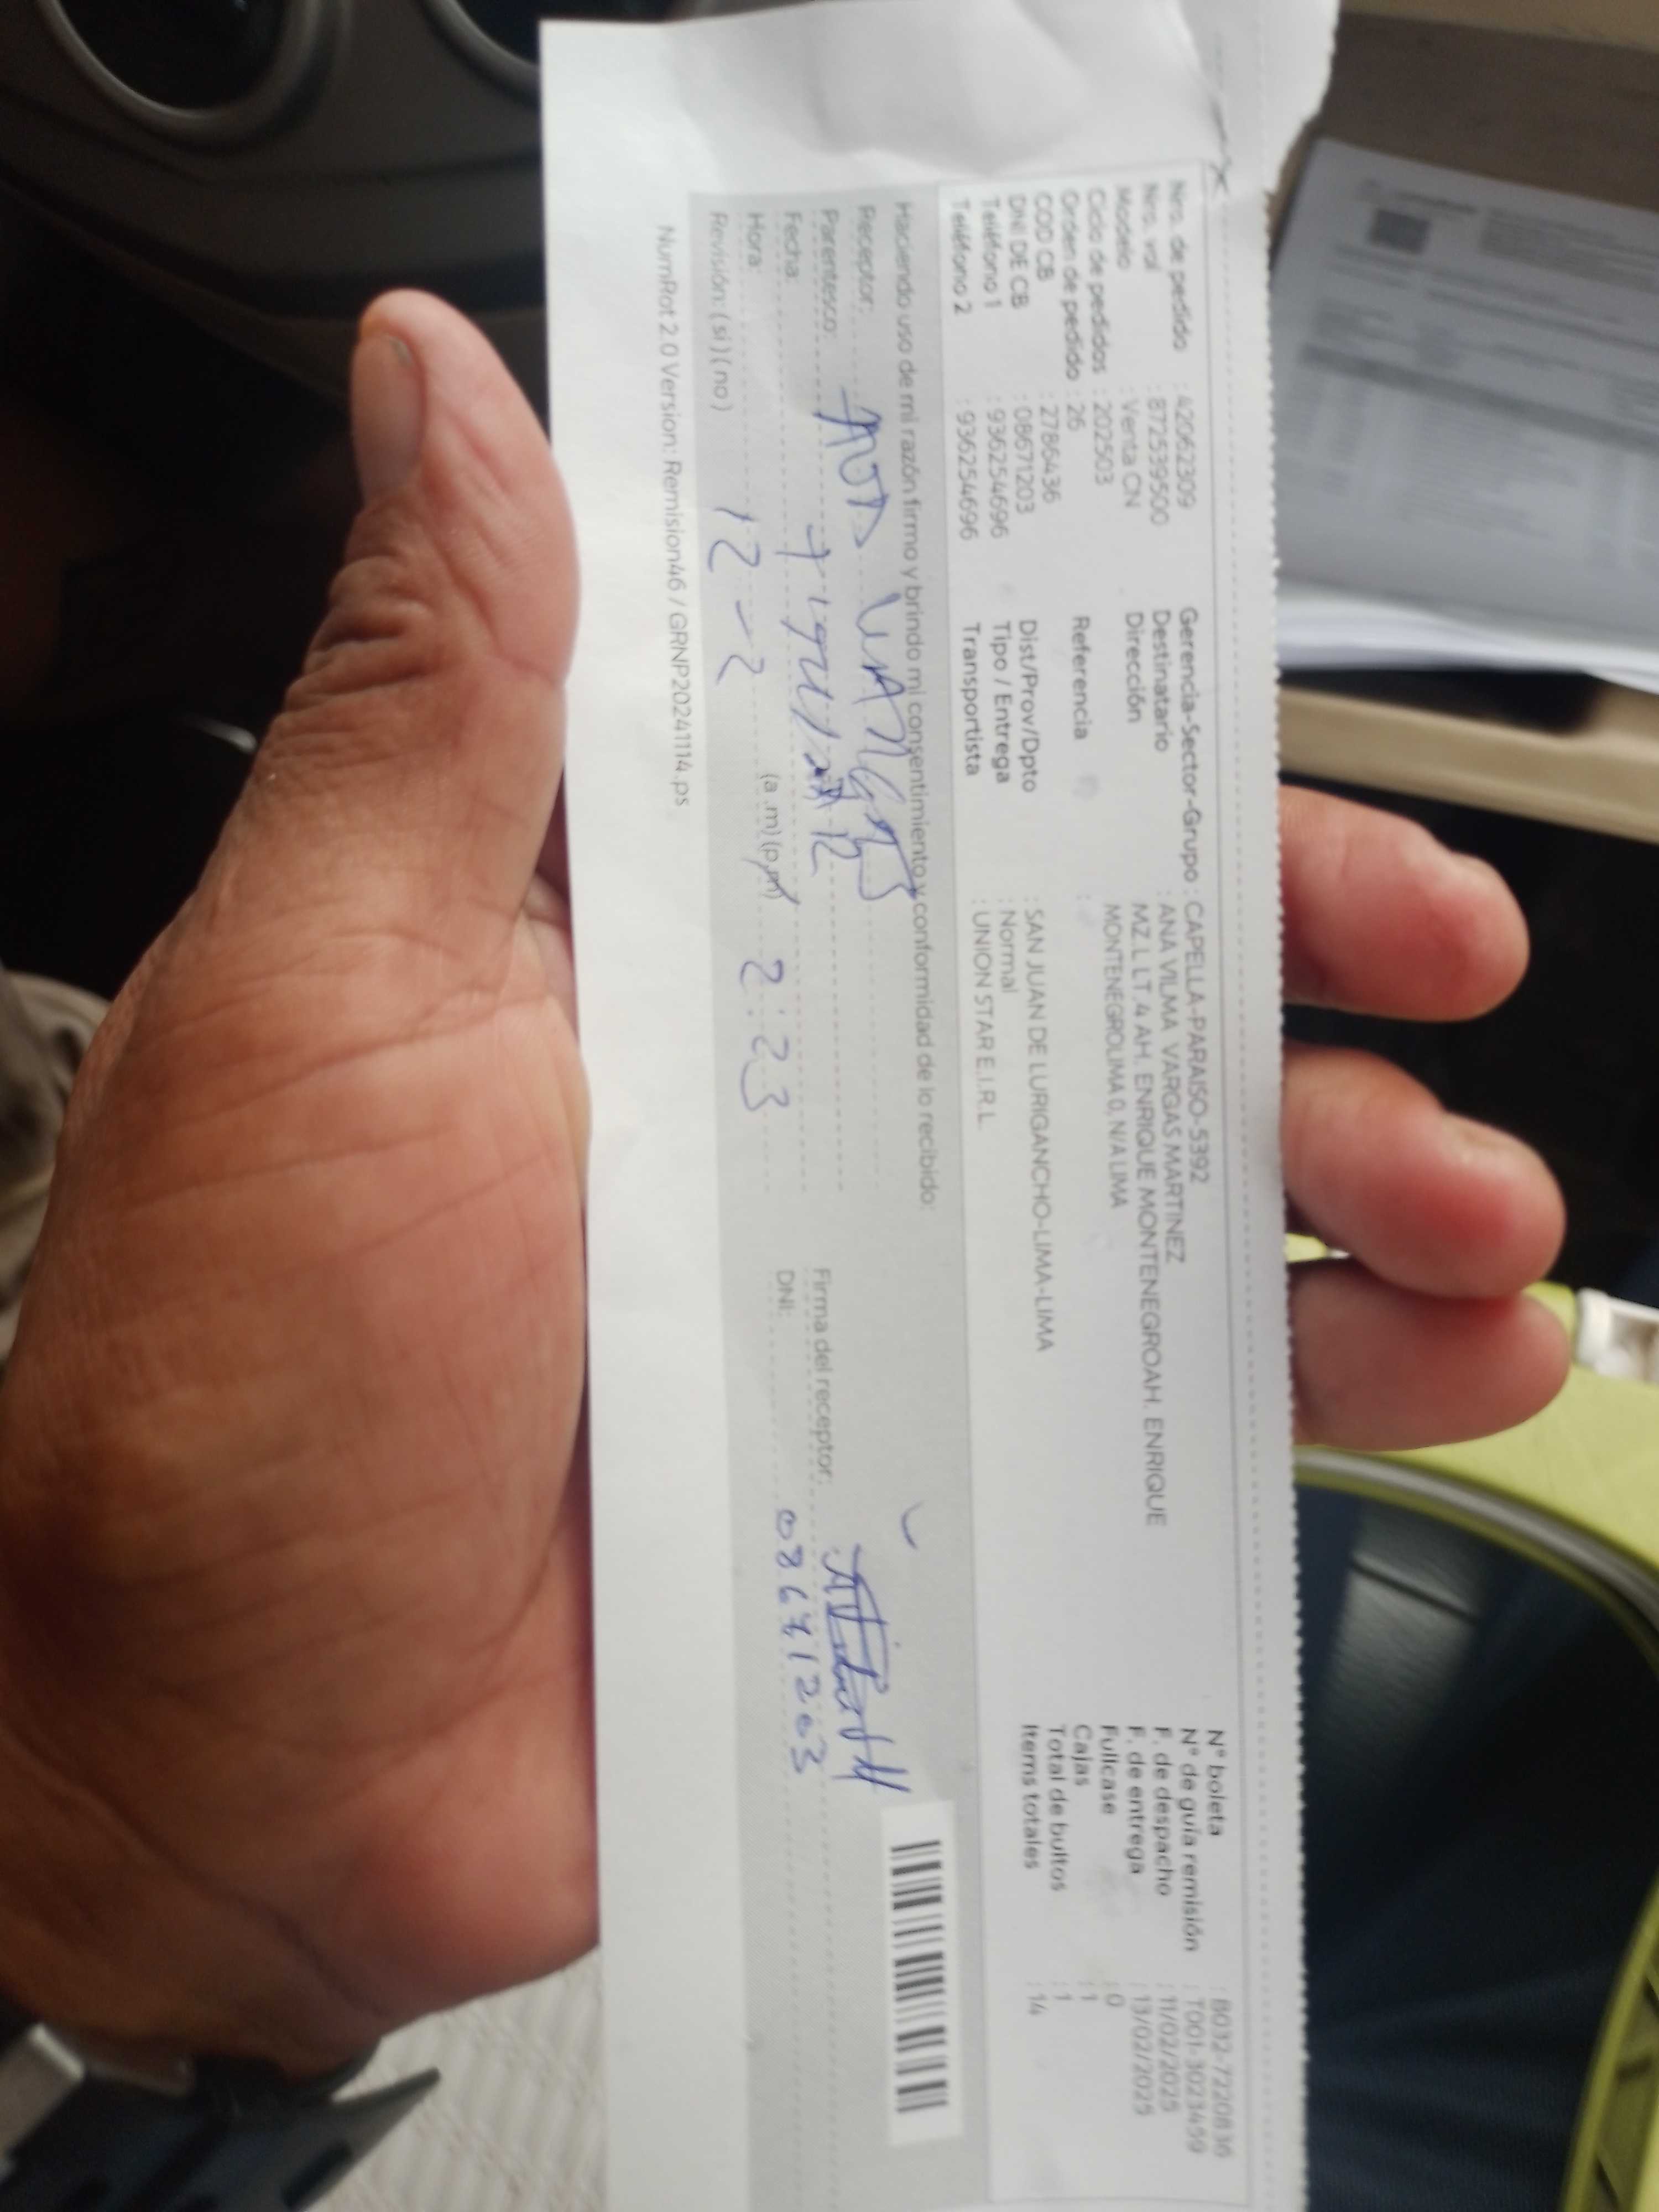 Nro. de pedido : 42062309
Nro. vol : 872539500
Modelo : Venta CN
Ciclo de pedidos : 202503
Orden de pedido : 26
COD CB : 2786436
DNI DE CB : 08671203
Teléfono 1 : 936254696
Teléfono 2 : 936254696
Gerencia-Sector-Grupo : CAPELLA-PARAISO-5392
Destinatario : ANA VILMA VARGAS MARTINEZ
Dirección : MZ. L LT. 4 AH. ENRIQUE MONTENEGROAH. ENRIQUE
MONTENEGROLIMA 0, N/A LIMA
Referencia :
Dist/Prov/Dpto : SAN JUAN DE LURIGANCHO-LIMA-LIMA
Tipo / Entrega : Normal
Transportista : UNION STAR E.I.R.L.
N° boleta : B032-7220836
N° de guía remisión : T001-3023459
F. de despacho : 11/02/2025
F. de entrega : 13/02/2025
Fullcase : 0
Cajas : 1
Total de bultos : 1
Items totales : 14
Haciendo uso de mi razón firmo y brindo mi consentimiento y conformidad de lo recibido:
Receptor:
Parentesco:
Fecha: 12-2
Hora: (a.m) (p.m) 2:23
Revisión: (si) (no)
Firma del receptor:
DNI: 08671203
NumRot 2.0 Version: Remision46 / GRNP20241114.ps